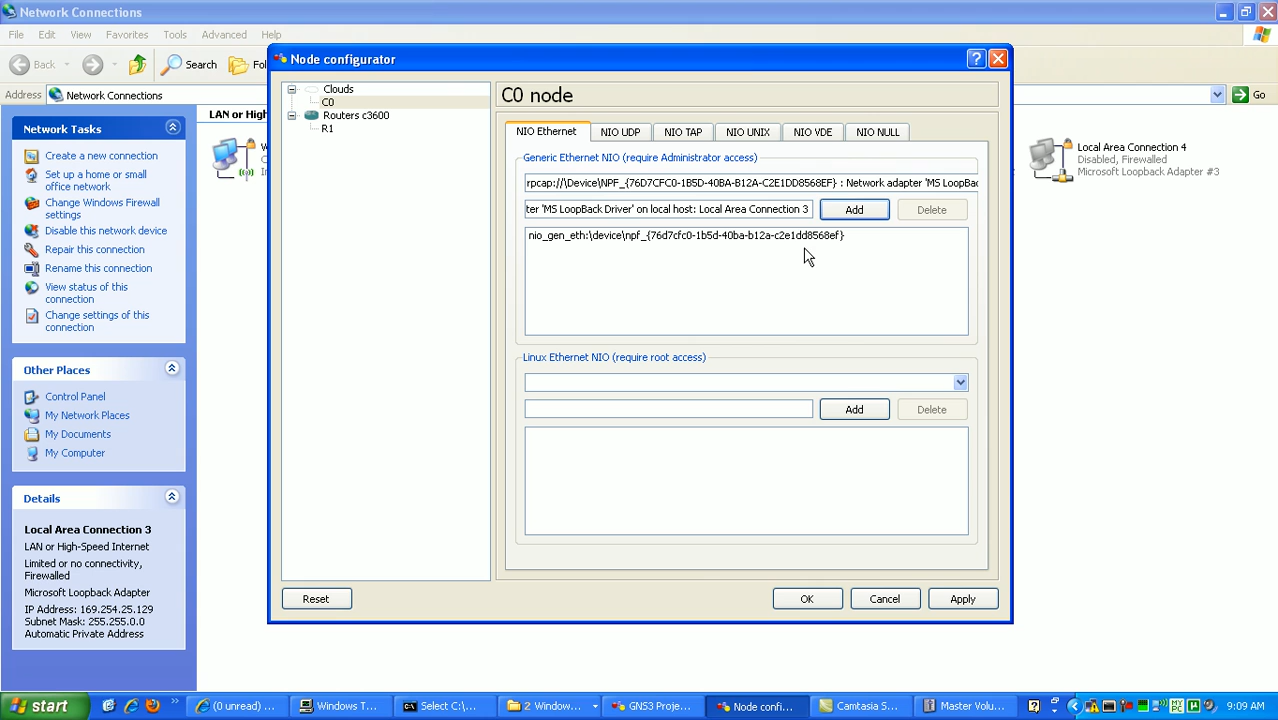 Network Connections
File Edit View Favorites Tools Advanced Help
Back Search Fol
Address Network Connections Go
Network Tasks
Create a new connection
Set up a home or small
office network
Change Windows Firewall
settings
Disable this network device
Repair this connection
Rename this connection
View status of this
connection
Change settings of this
connection
Other Places
Control Panel
My Network Places
My Documents
My Computer
Details
Local Area Connection 3
LAN or High-Speed Internet
Limited or no connectivity,
Firewalled
Microsoft Loopback Adapter
IP Address: 169.254.25.129
Subnet Mask: 255.255.0.0
Automatic Private Address
LAN or High
Local Area Connection 4
Disabled, Firewalled
Microsoft Loopback Adapter #3
Node configurator
Clouds
C0
Routers c3600
R1
C0 node
NIO Ethernet NIO UDP NIO TAP NIO UNIX NIO VDE NIO NULL
Generic Ethernet NIO (require Administrator access)
rpcap://\Device\NPF_{76D7CFC0-1B5D-40BA-B12A-C2E1DD8568EF} : Network adapter 'MS LoopBac
ter 'MS LoopBack Driver' on local host: Local Area Connection 3 Add Delete
nio_gen_eth:\device\npf_{76d7cfc0-1b5d-40ba-b12a-c2e1dd8568ef}
Linux Ethernet NIO (require root access)
Add Delete
Reset OK Cancel Apply
start (0 unread) ... Windows T... Select C:\... 2 Window... GNS3 Proje... Node confi... Camtasia S... Master Volu... 9:09 AM